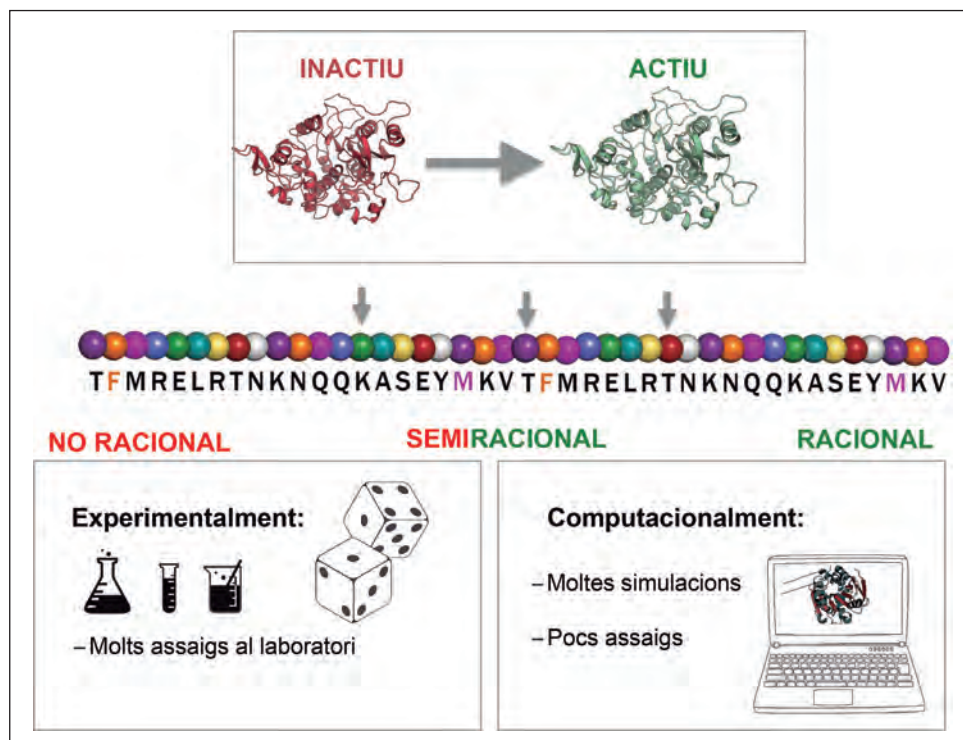 INACTIU ACTIU
TFMRELRTNKNQQKASEYMKVTFMRELRTNKNQQKASEYMKV
NO RACIONAL SEMIRACIONAL RACIONAL
Experimentalment:
–Molts assaigs al laboratori
Computacionalment:
–Moltes simulacions
–Pocs assaigs